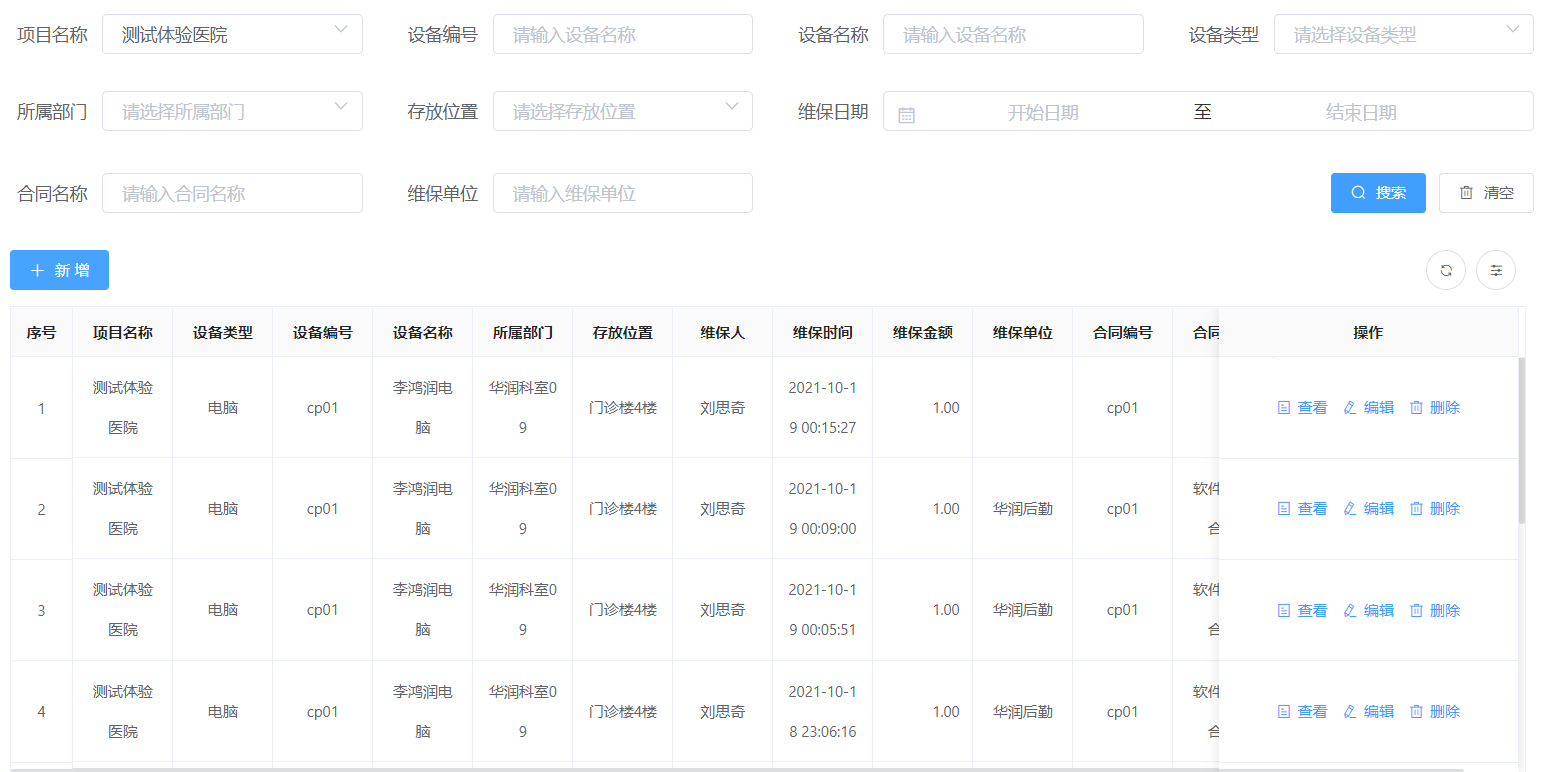 项目名称 测试体验医院 设备编号 请输入设备名称 设备名称 请输入设备名称 设备类型 请选择设备类型
所属部门 请选择所属部门 存放位置 请选择存放位置 维保日期 开始日期 至 结束日期
合同名称 请输入合同名称 维保单位 请输入维保单位 搜索 清空
新增
序号 项目名称 设备类型 设备编号 设备名称 所属部门 存放位置 维保人 维保时间 维保金额 维保单位 合同编号 合同 操作
测试体验 李鸿润电 华润科室0 2021-10-1
1 电脑 cp01 门诊楼4楼 刘思奇 1.00 cp01 查看 编辑 删除
医院 脑 9 9 00:15:27
测试体验 李鸿润电 华润科室0 2021-10-1 软件
2 电脑 cp01 门诊楼4楼 刘思奇 1.00 华润后勤 cp01 查看 编辑 删除
医院 脑 9 9 00:09:00 合
测试体验 李鸿润电 华润科室0 2021-10-1 软件
3 电脑 cp01 门诊楼4楼 刘思奇 1.00 华润后勤 cp01 查看 编辑 删除
医院 脑 9 9 00:05:51 合
测试体验 李鸿润电 华润科室0 2021-10-1 软件
4 电脑 cp01 门诊楼4楼 刘思奇 1.00 华润后勤 cp01 查看 编辑 删除
医院 脑 9 8 23:06:16 合